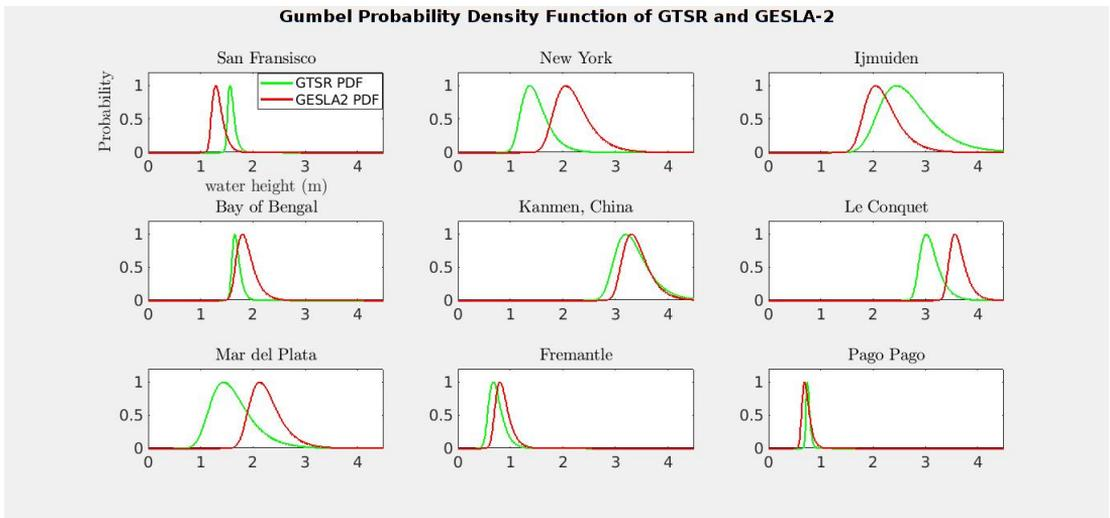 Gumbel Probability Density Function of GTSR and GESLA-2
San Fransisco
New York
Ijmuiden
Probability
1
0.5
0
GTSR PDF
GESLA2 PDF
0 1 2 3 4
water height (m)
1
0.5
0
0 1 2 3 4
1
0.5
0
0 1 2 3 4
Bay of Bengal
Kanmen, China
Le Conquet
1
0.5
0
0 1 2 3 4
1
0.5
0
0 1 2 3 4
1
0.5
0
0 1 2 3 4
Mar del Plata
Fremantle
Pago Pago
1
0.5
0
0 1 2 3 4
1
0.5
0
0 1 2 3 4
1
0.5
0
0 1 2 3 4